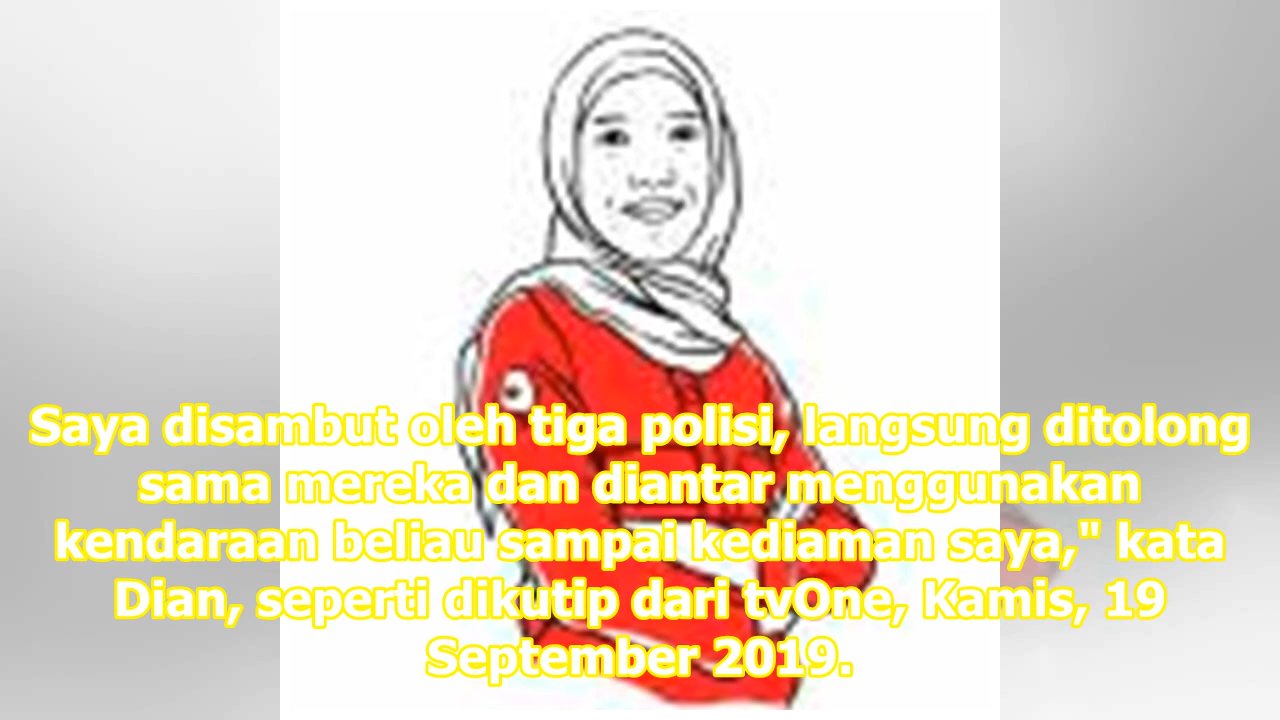 Saya disambut oleh tiga polisi, langsung ditolong
sama mereka dan diantar menggunakan
kendaraan beliau sampai kediaman saya," kata
Dian, seperti dikutip dari tvOne, Kamis, 19
September 2019.